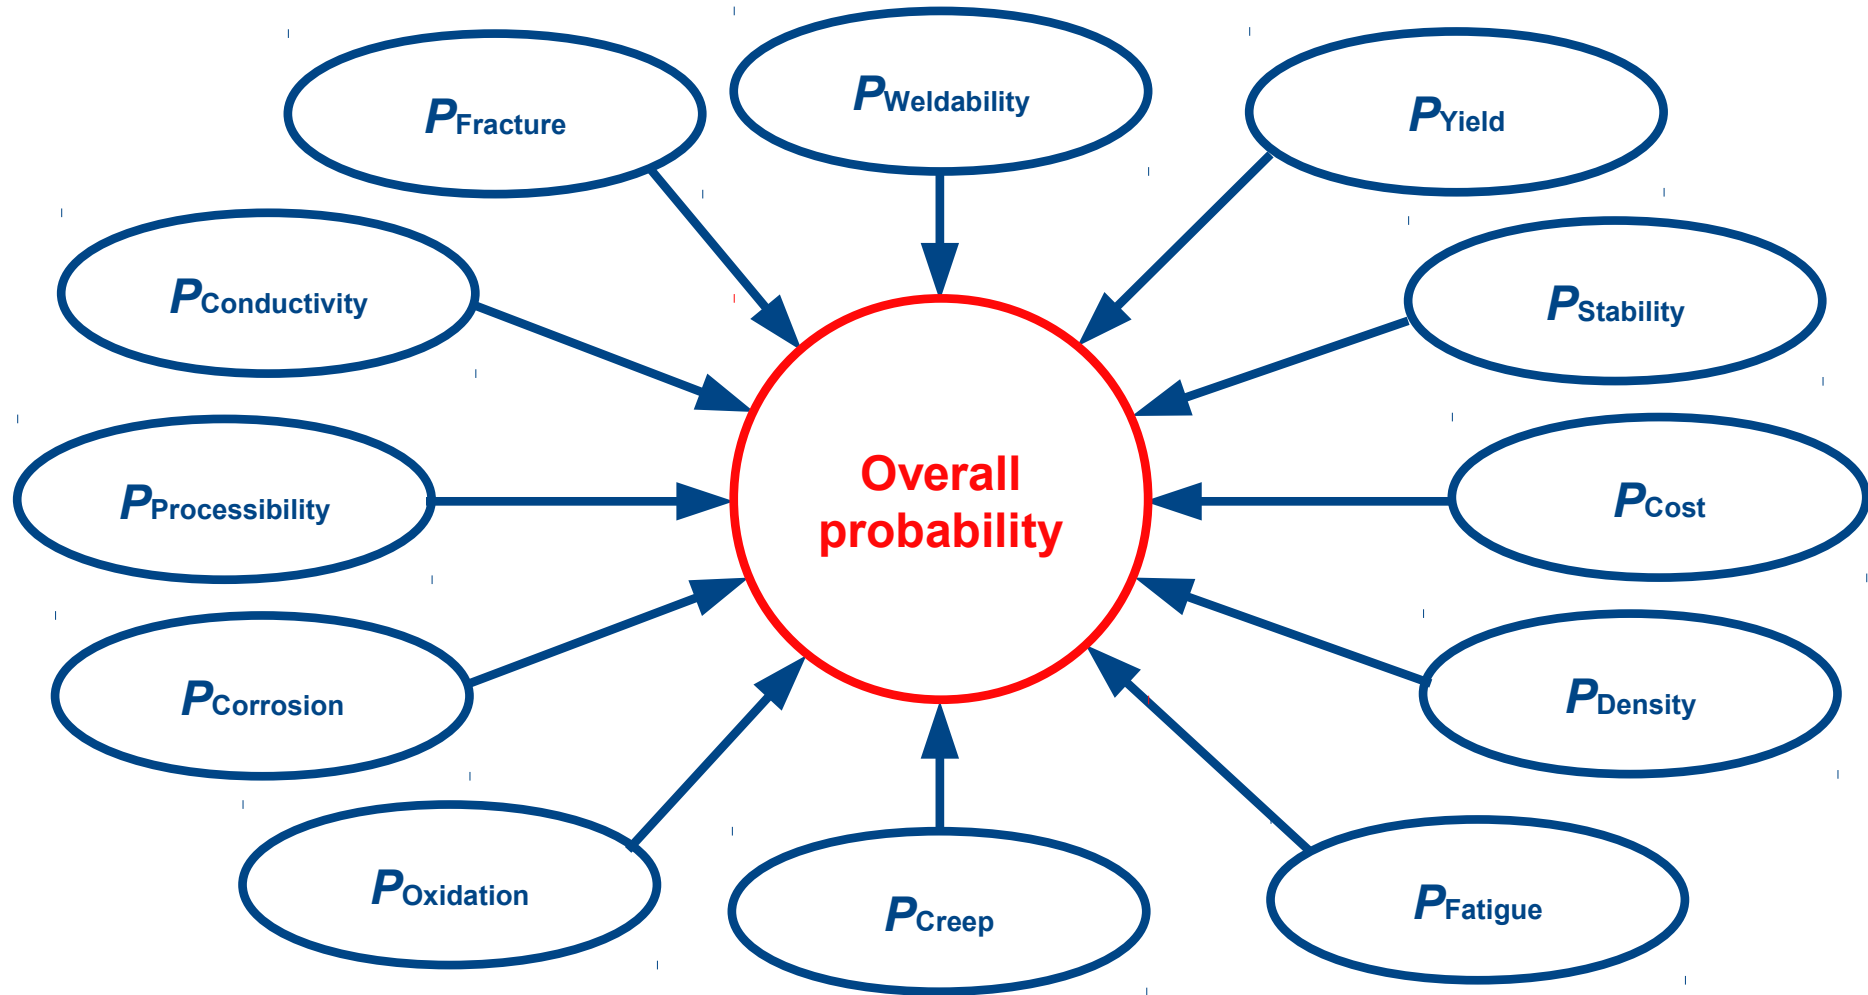 PWeldability
PFracture
PYield
PConductivity
PStability
Overall
probability
PProcessibility
PCost
PCorrosion
PDensity
POxidation
PCreep
PFatigue